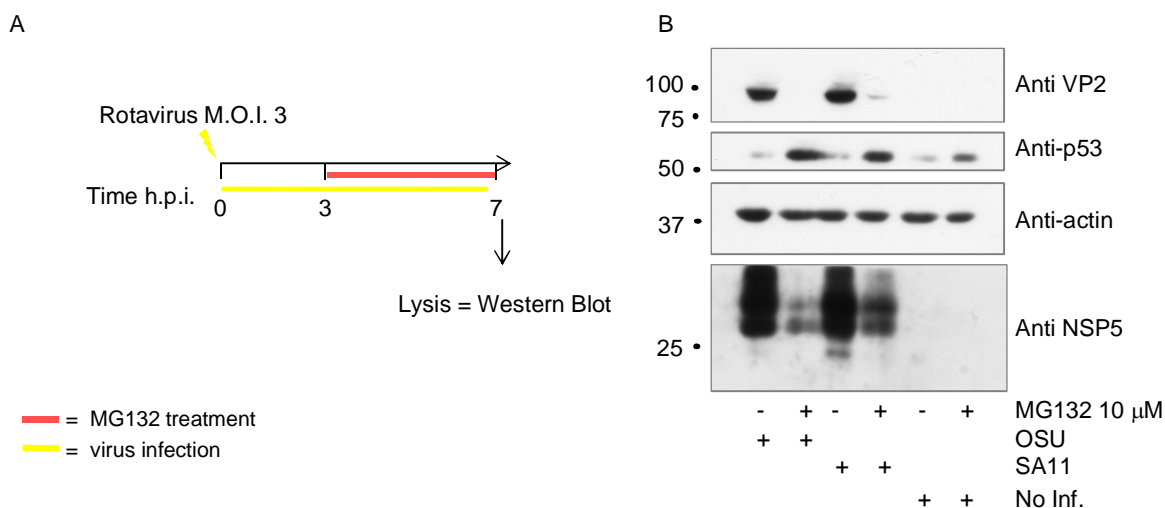 A
Rotavirus M.O.I. 3
Time h.p.i.
0 3 7
Lysis = Western Blot
= MG132 treatment
= virus infection
B
100
75
Anti VP2
50
Anti-p53
37
Anti-actin
25
Anti NSP5
- + - + - + MG132 10 μM
+ + OSU
+ + SA11
+ + No Inf.